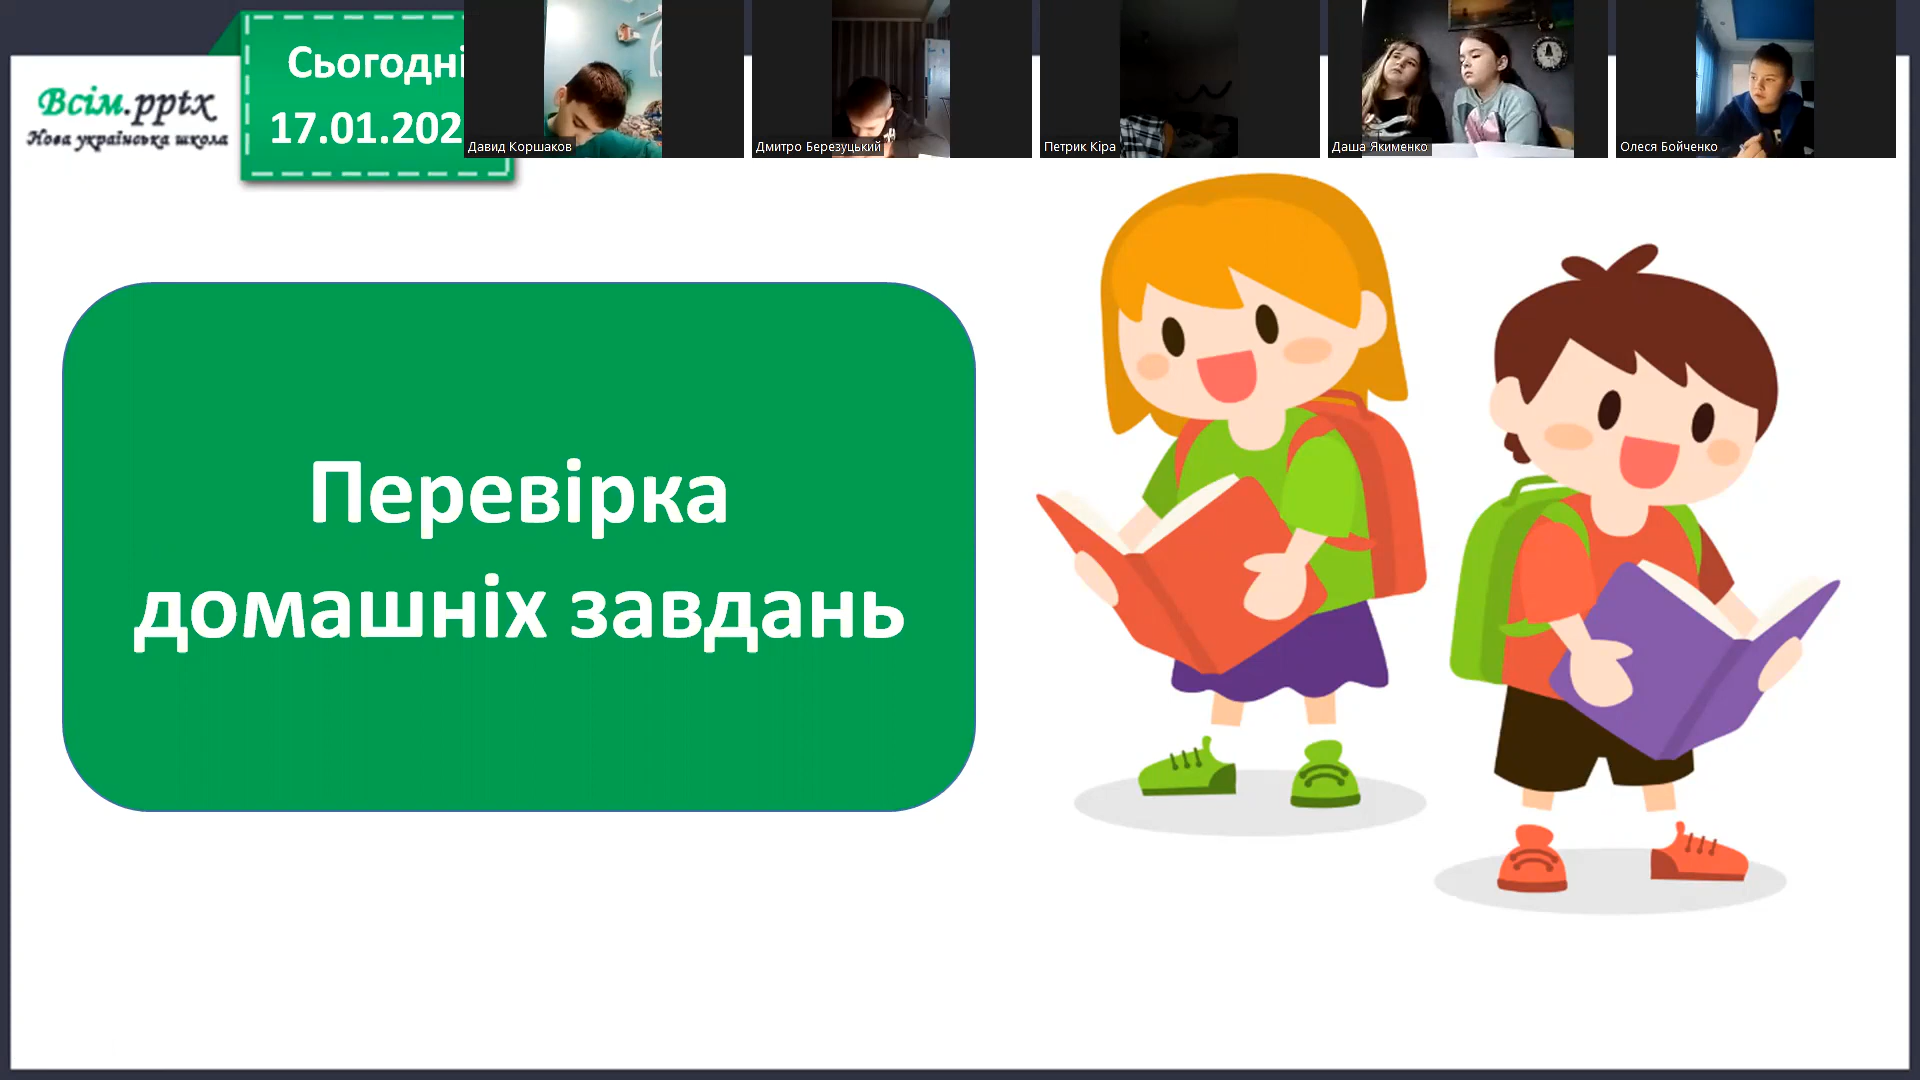 Всім.pptx
Нова українська школа
Сьогодні
17.01.202
Давид Коршаков
Дмитро Березуцький
Петрик Кіра
Даша Якименко
Олеся Бойченко
Перевірка
домашніх завдань